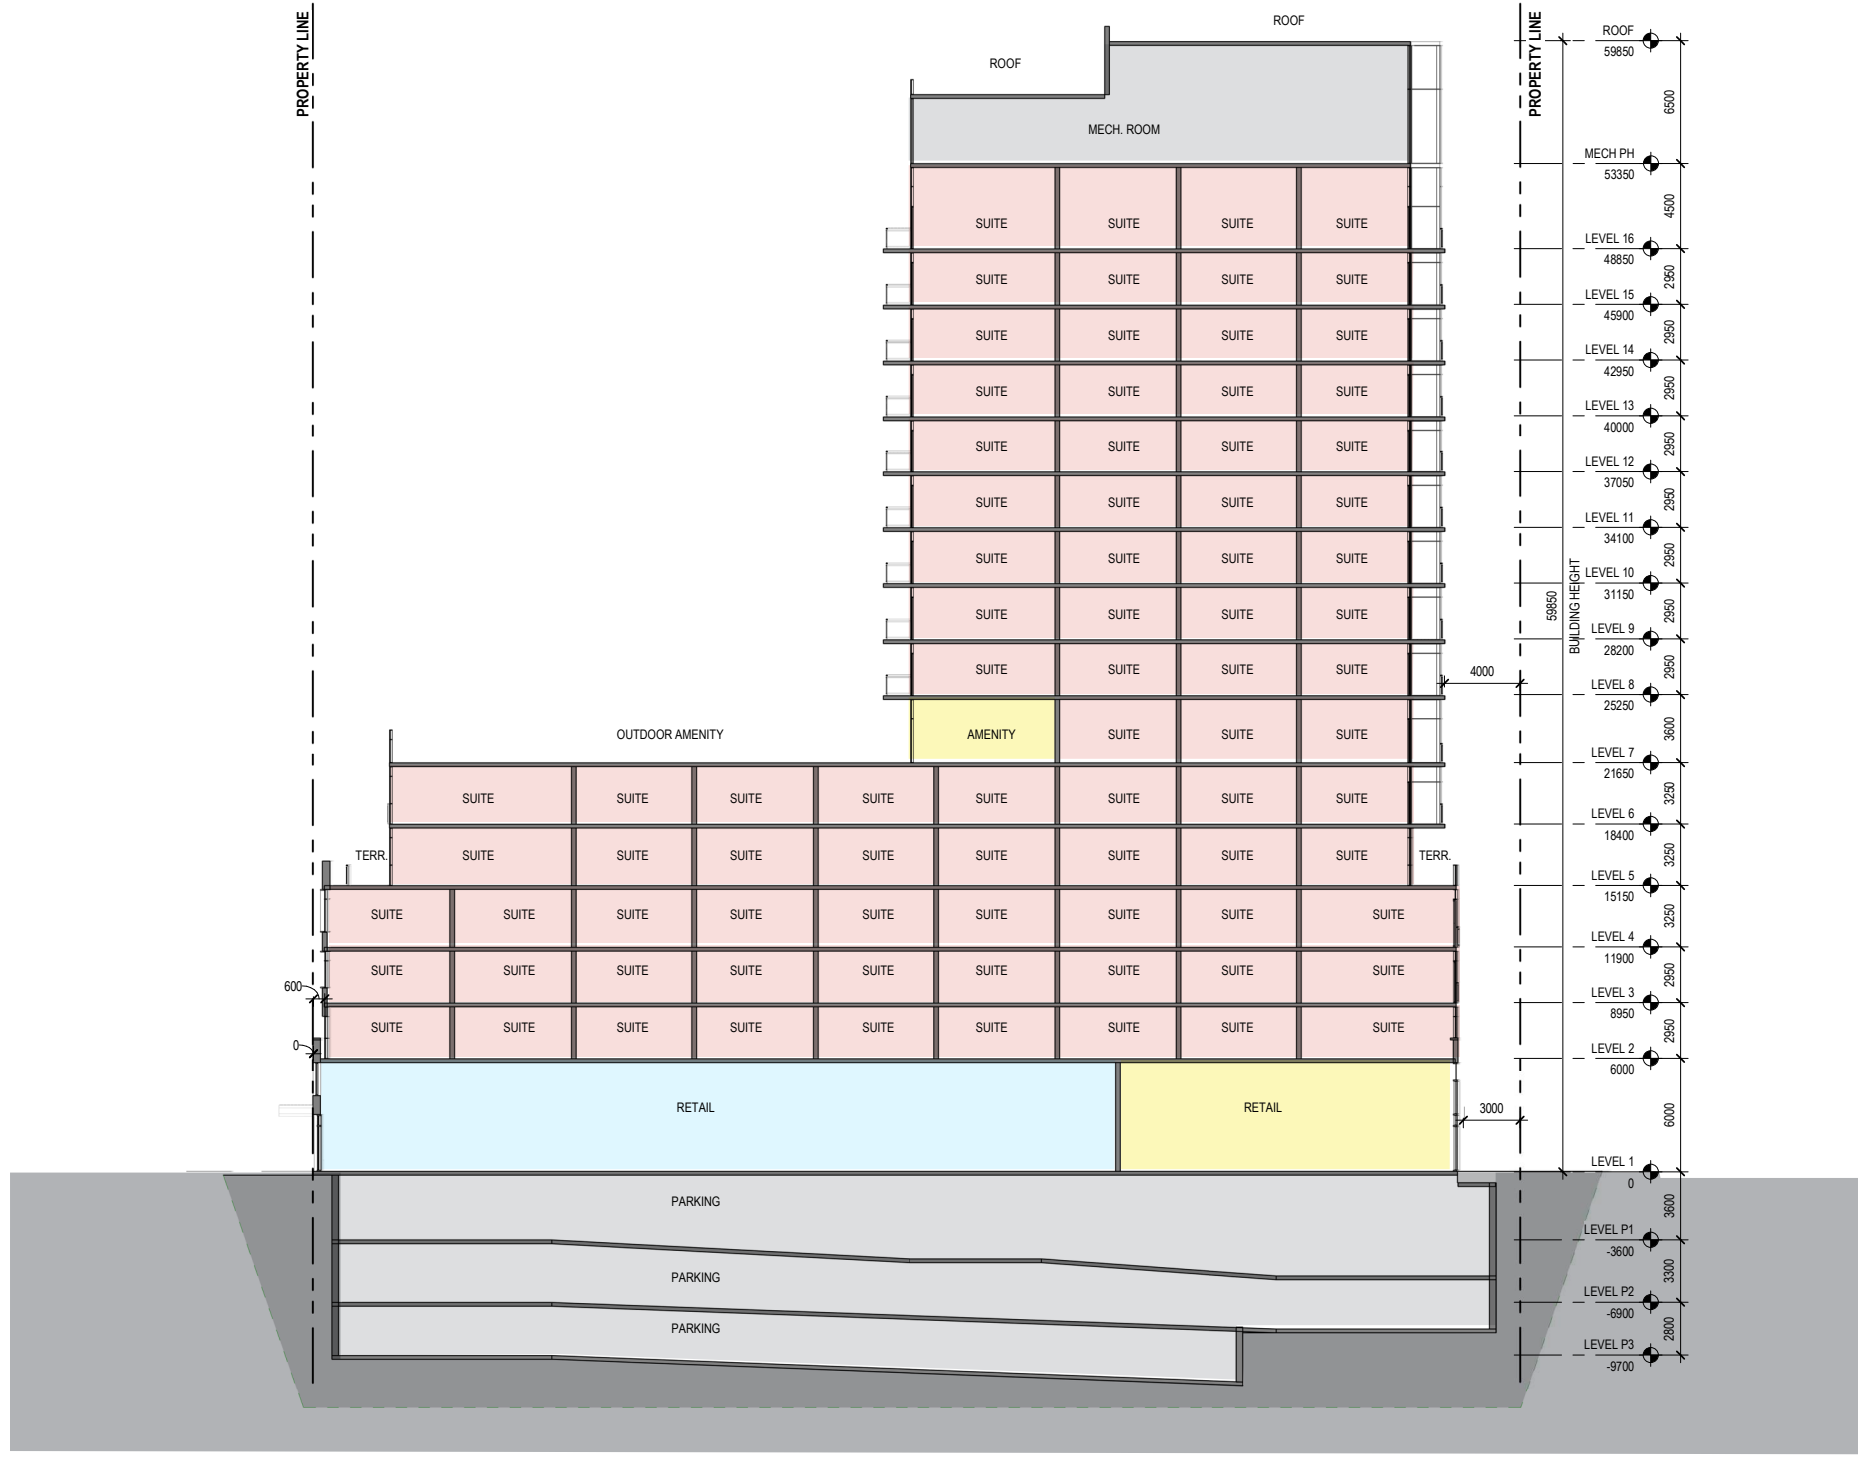 PROPERTY LINE
PROPERTY LINE
ROOF
ROOF
ROOF
59850
6500
MECH. ROOM
MECH PH
53350
4500
SUITE SUITE SUITE SUITE
LEVEL 16
48850
2950
SUITE SUITE SUITE SUITE
LEVEL 15
45900
2950
SUITE SUITE SUITE SUITE
LEVEL 14
42950
2950
SUITE SUITE SUITE SUITE
LEVEL 13
40000
2950
SUITE SUITE SUITE SUITE
LEVEL 12
37050
2950
SUITE SUITE SUITE SUITE
LEVEL 11
34100
2950
SUITE SUITE SUITE SUITE
LEVEL 10
31150
2950
59850
BUILDING HEIGHT
SUITE SUITE SUITE SUITE
LEVEL 9
28200
2950
SUITE SUITE SUITE SUITE
4000
LEVEL 8
25250
3600
OUTDOOR AMENITY
AMENITY SUITE SUITE SUITE
LEVEL 7
21650
3250
SUITE SUITE SUITE SUITE SUITE SUITE SUITE SUITE
LEVEL 6
18400
3250
TERR. SUITE SUITE SUITE SUITE SUITE SUITE SUITE SUITE TERR.
LEVEL 5
15150
3250
SUITE SUITE SUITE SUITE SUITE SUITE SUITE SUITE SUITE
LEVEL 4
11900
2950
SUITE SUITE SUITE SUITE SUITE SUITE SUITE SUITE SUITE
600
LEVEL 3
8950
2950
SUITE SUITE SUITE SUITE SUITE SUITE SUITE SUITE SUITE
0
LEVEL 2
6000
6000
RETAIL RETAIL
3000
LEVEL 1
0
3600
PARKING
LEVEL P1
-3600
3300
PARKING
LEVEL P2
-6900
2800
PARKING
LEVEL P3
-9700